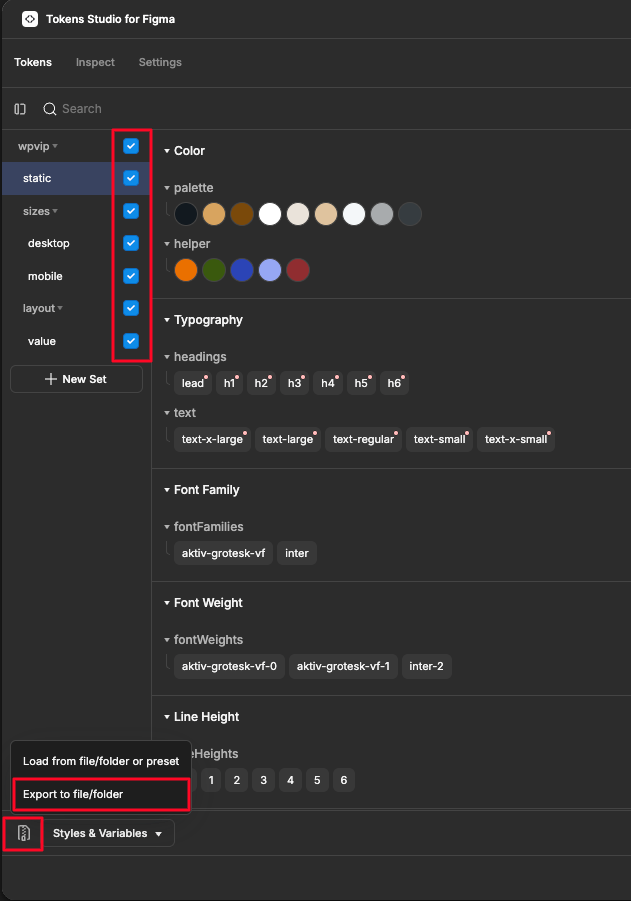 Tokens Studio for Figma
Tokens Inspect Settings
Search
wpvip
static
sizes
desktop
mobile
layout
value
New Set
Color
palette
helper
Typography
headings
lead h1 h2 h3 h4 h5 h6
text
text-x-large text-large text-regular text-small text-x-small
Font Family
fontFamilies
aktiv-grotesk-vf inter
Font Weight
fontWeights
aktiv-grotesk-vf-0 aktiv-grotesk-vf-1 inter-2
Line Height
eHeights
1 2 3 4 5 6
Load from file/folder or preset
Export to file/folder
Styles & Variables